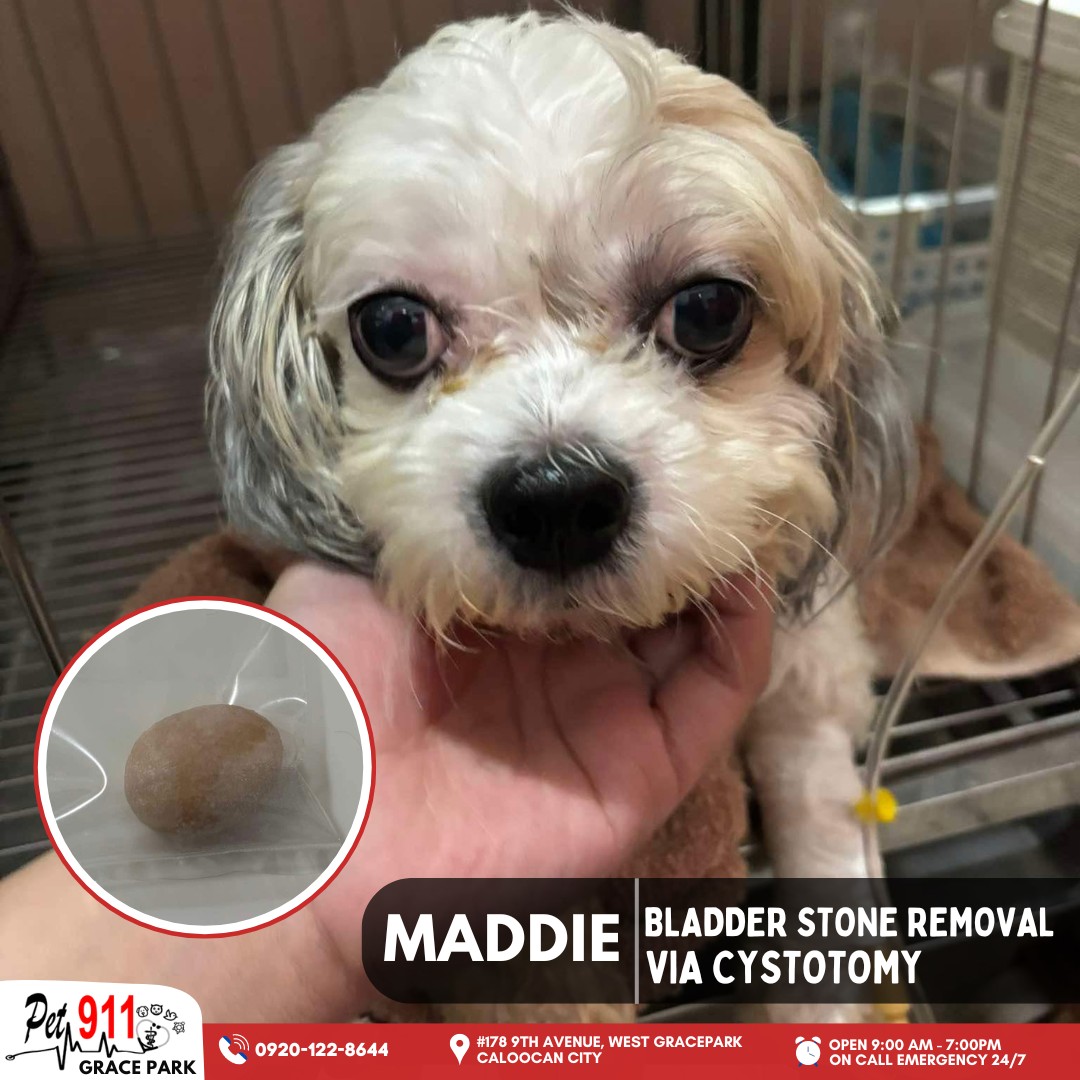 MADDIE
BLADDER STONE REMOVAL
VIA CYSTOTOMY
Pet 911
GRACE PARK
0920-122-8644
#178 9TH AVENUE, WEST GRACEPARK
CALOOCAN CITY
OPEN 9:00 AM - 7:00PM
ON CALL EMERGENCY 24/7